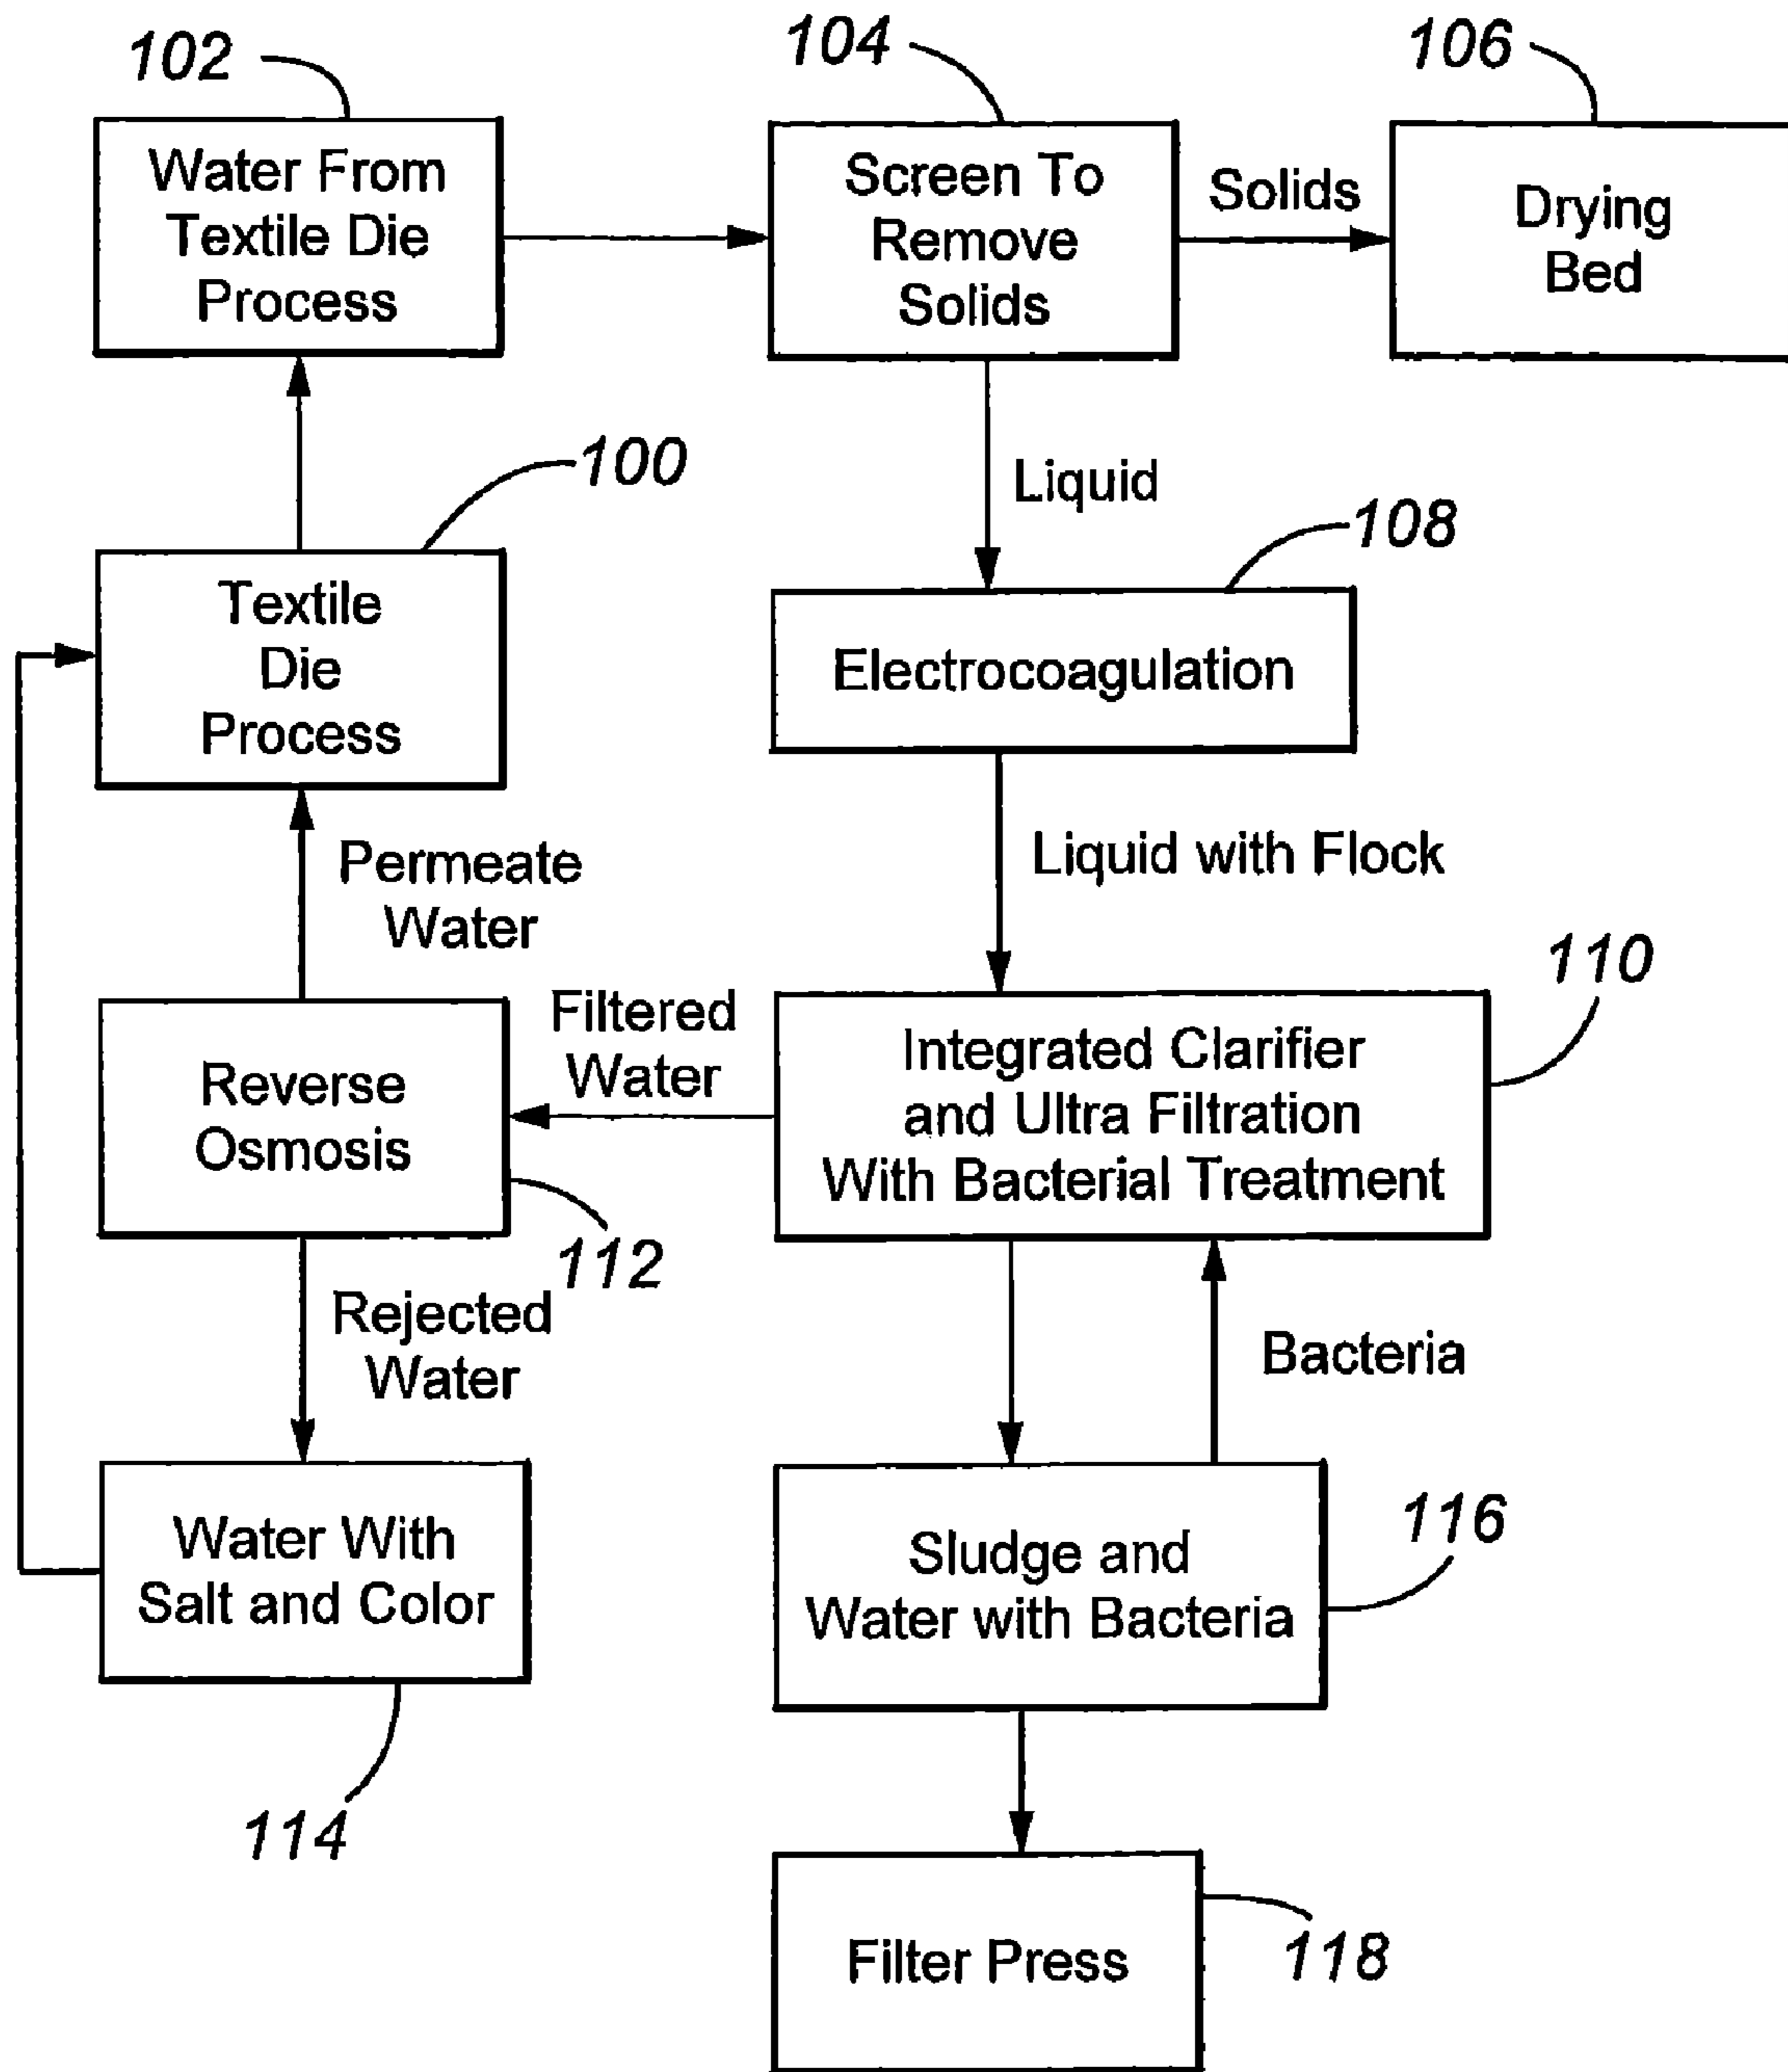 102
104
106
Water From
Textile Die
Process
Screen To
Remove
Solids
Solids
Drying
Bed
100
Liquid
108
Textile
Die
Process
Electrocoagulation
Permeate
Water
Liquid with Flock
110
Filtered
Water
Reverse
Osmosis
Integrated Clarifier
and Ultra Filtration
With Bacterial Treatment
112
Rejected
Water
Bacteria
Water With
Salt and Color
Sludge and
Water with Bacteria
116
114
Filter Press
118